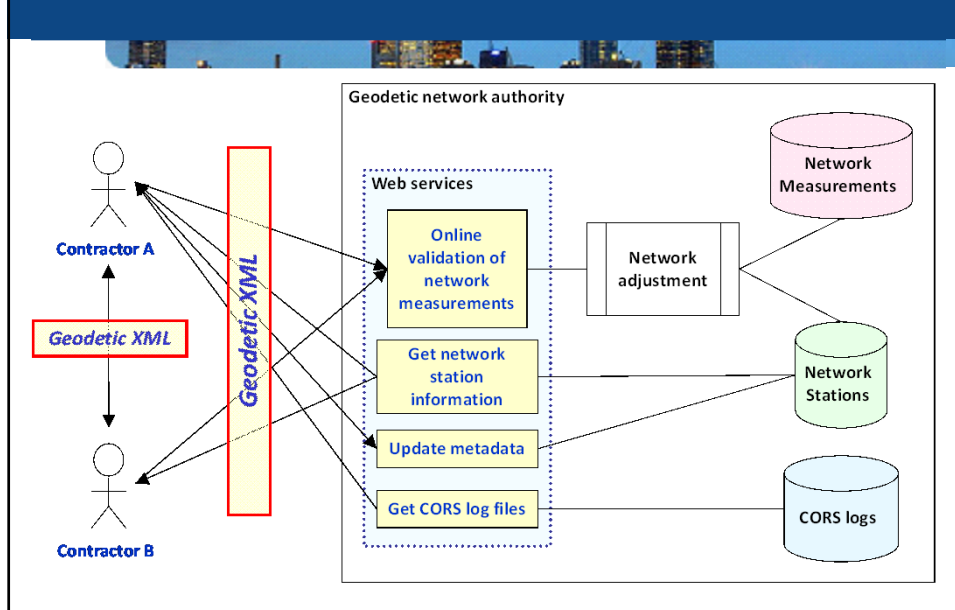 Geodetic network authority
Network
Measurements
Web services
Contractor A
Online
validation of
network
measurements
Network
adjustment
Geodetic XML
Geodetic XML
Get network
station
information
Network
Stations
Update metadata
Get CORS log files
CORS logs
Contractor B